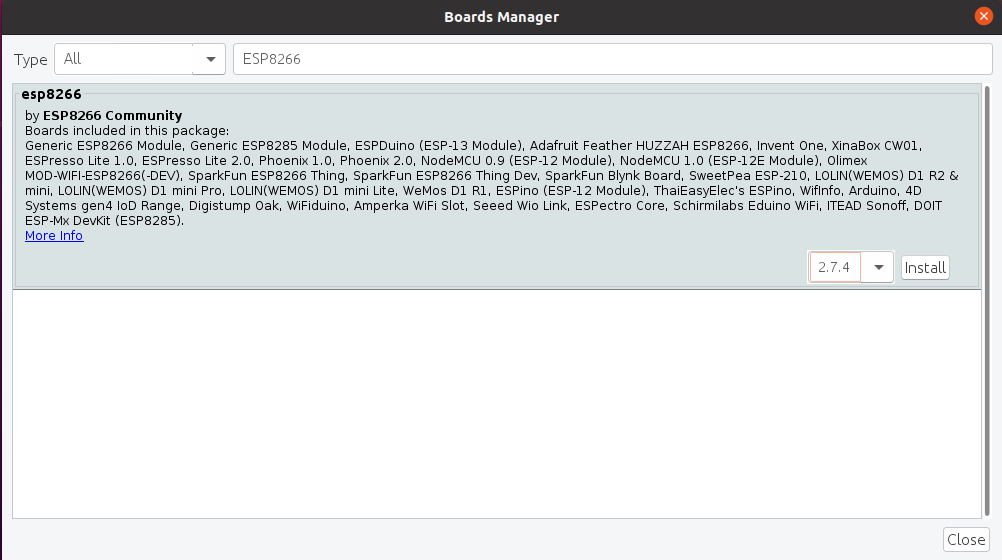 Boards Manager
Type All ESP8266
esp8266
by ESP8266 Community
Boards included in this package:
Generic ESP8266 Module, Generic ESP8285 Module, ESPDuino (ESP-13 Module), Adafruit Feather HUZZAH ESP8266, Invent One, XinaBox CW01,
ESPresso Lite 1.0, ESPresso Lite 2.0, Phoenix 1.0, Phoenix 2.0, NodeMCU 0.9 (ESP-12 Module), NodeMCU 1.0 (ESP-12E Module), Olimex
MOD-WIFI-ESP8266(-DEV), SparkFun ESP8266 Thing, SparkFun ESP8266 Thing Dev, SparkFun Blynk Board, SweetPea ESP-210, LOLIN(WEMOS) D1 R2 &
mini, LOLIN(WEMOS) D1 mini Pro, LOLIN(WEMOS) D1 mini Lite, WeMos D1 R1, ESPino (ESP-12 Module), ThaiEasyElec's ESPino, WifInfo, Arduino, 4D
Systems gen4 IoD Range, Digistump Oak, WiFiduino, Amperka WiFi Slot, Seeed Wio Link, ESPectro Core, Schirmilabs Eduino WiFi, ITEAD Sonoff, DOIT
ESP-Mx DevKit (ESP8285).
More Info
2.7.4 Install
Close